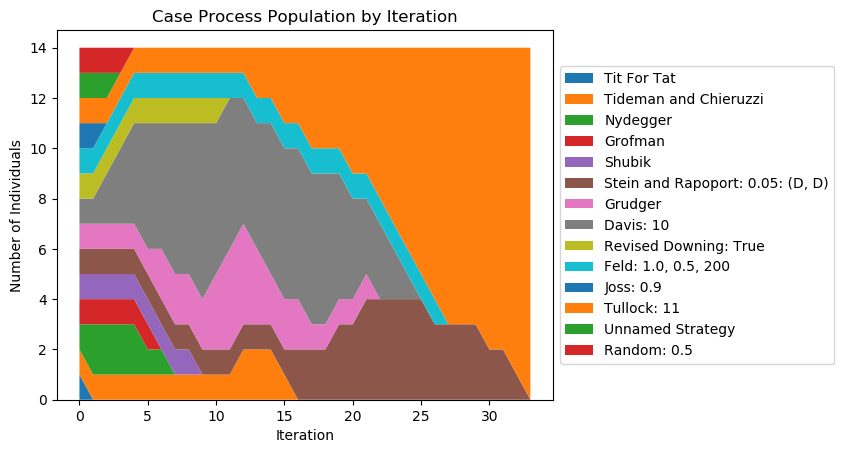 Case Process Population by Iteration
Number of Individuals
14
12
10
8
6
4
2
0
0 5 10 15 20 25 30
Iteration
Tit For Tat
Tideman and Chieruzzi
Nydegger
Grofman
Shubik
Stein and Rapoport: 0.05: (D, D)
Grudger
Davis: 10
Revised Downing: True
Feld: 1.0, 0.5, 200
Joss: 0.9
Tullock: 11
Unnamed Strategy
Random: 0.5